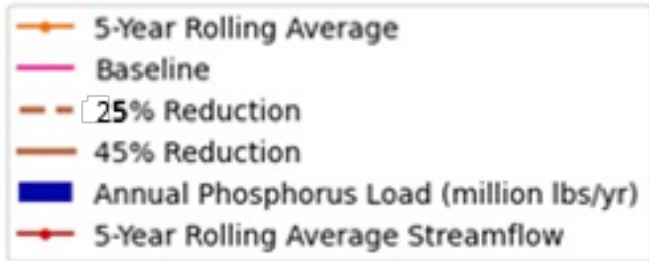 5-Year Rolling Average
Baseline
25% Reduction
45% Reduction
Annual Phosphorus Load (million lbs/yr)
5-Year Rolling Average Streamflow